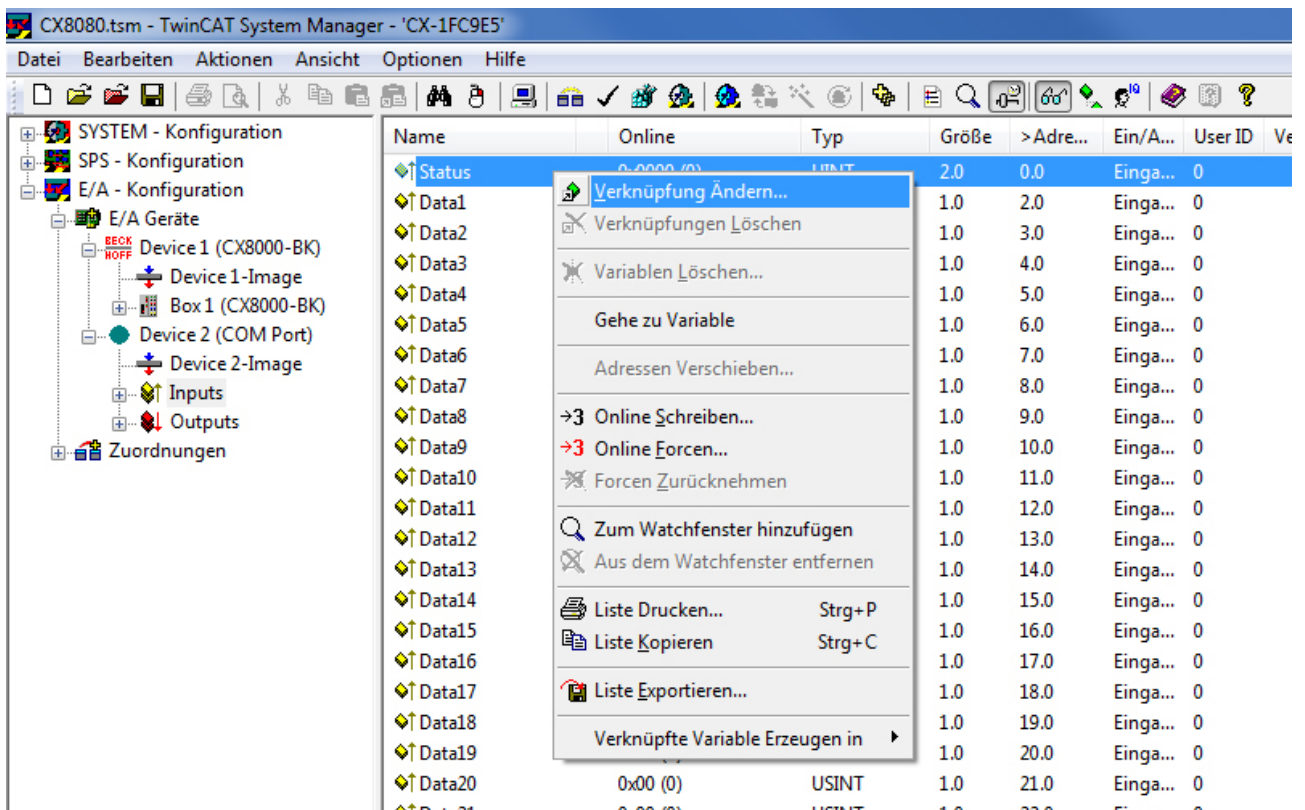 CX8080.tsm - TwinCAT System Manager - 'CX-1FC9E5'
Datei Bearbeiten Aktionen Ansicht Optionen Hilfe
SYSTEM - Konfiguration
SPS - Konfiguration
E/A - Konfiguration
E/A Geräte
BECK
HOFF
Device 1 (CX8000-BK)
Device 1-Image
Box 1 (CX8000-BK)
Device 2 (COM Port)
Device 2-Image
Inputs
Outputs
Zuordnungen
Name Online Typ Größe >Adre... Ein/A... User ID Ve
Status 0x0000 (0) UINT 2.0 0.0 Einga... 0
Data1 1.0 2.0 Einga... 0
Data2 1.0 3.0 Einga... 0
Data3 1.0 4.0 Einga... 0
Data4 1.0 5.0 Einga... 0
Data5 1.0 6.0 Einga... 0
Data6 1.0 7.0 Einga... 0
Data7 1.0 8.0 Einga... 0
Data8 1.0 9.0 Einga... 0
Data9 1.0 10.0 Einga... 0
Data10 1.0 11.0 Einga... 0
Data11 1.0 12.0 Einga... 0
Data12 1.0 13.0 Einga... 0
Data13 1.0 14.0 Einga... 0
Data14 1.0 15.0 Einga... 0
Data15 1.0 16.0 Einga... 0
Data16 1.0 17.0 Einga... 0
Data17 1.0 18.0 Einga... 0
Data18 1.0 19.0 Einga... 0
Data19 1.0 20.0 Einga... 0
Data20 0x00 (0) USINT 1.0 21.0 Einga... 0
Verknüpfung Ändern...
Verknüpfungen Löschen
Variablen Löschen...
Gehe zu Variable
Adressen Verschieben...
→3 Online Schreiben...
→3 Online Forcen...
Forcen Zurücknehmen
Zum Watchfenster hinzufügen
Aus dem Watchfenster entfernen
Liste Drucken... Strg+P
Liste Kopieren Strg+C
Liste Exportieren...
Verknüpfte Variable Erzeugen in